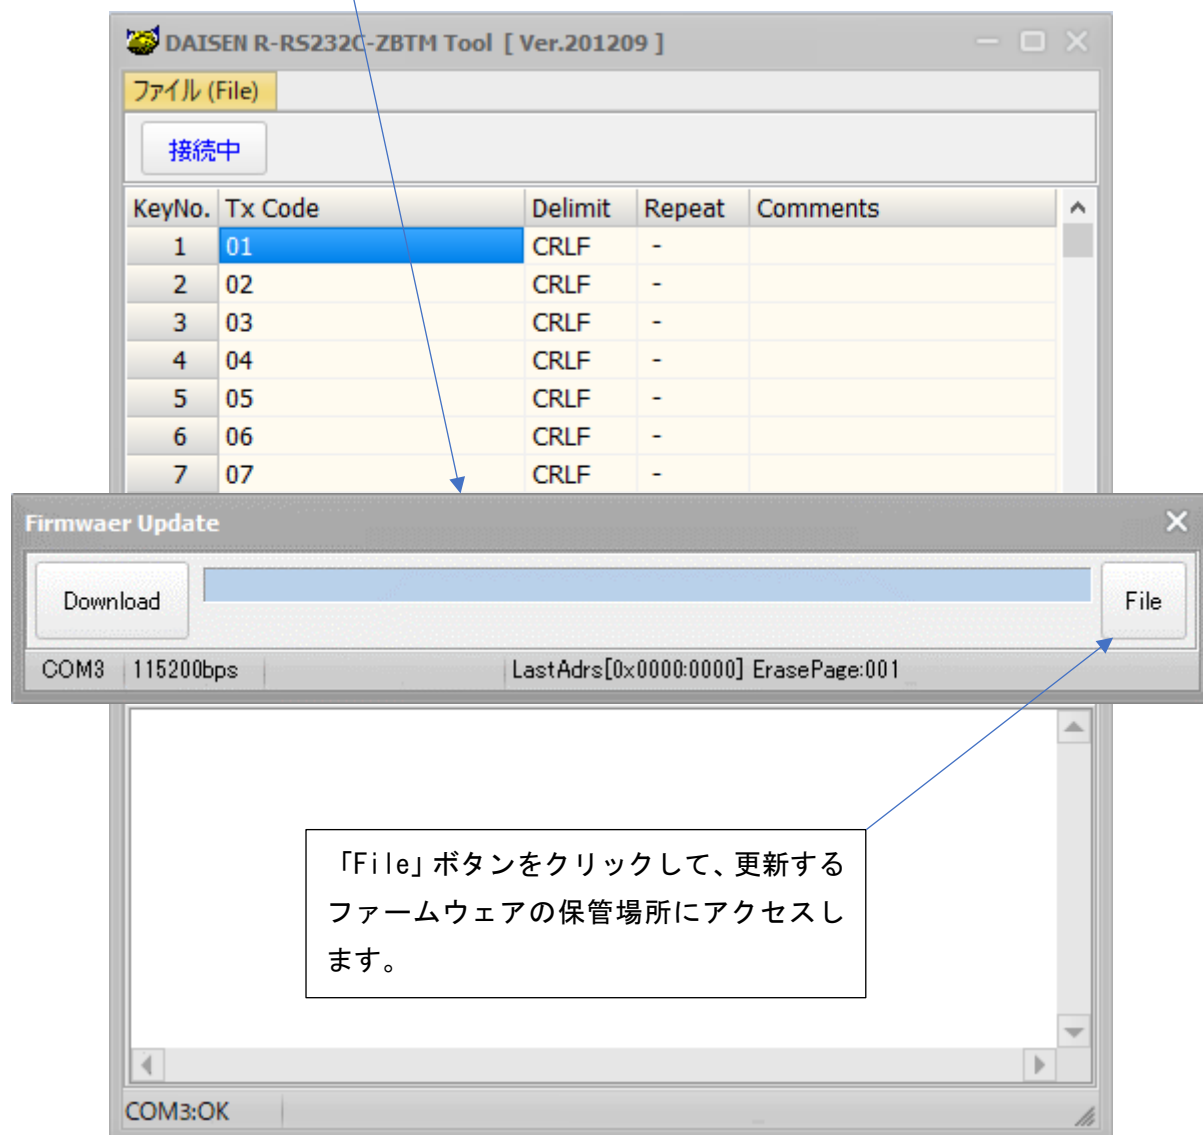 DAISEN R-RS232C-ZBTM Tool [ Ver.201209 ]
ファイル (File)
接続中
KeyNo. Tx Code Delimit Repeat Comments
1 01 CRLF -
2 02 CRLF -
3 03 CRLF -
4 04 CRLF -
5 05 CRLF -
6 06 CRLF -
7 07 CRLF -
Firmwaer Update
Download File
COM3 115200bps LastAdrs[0x0000:0000] ErasePage:001
「File」ボタンをクリックして、更新する
ファームウェアの保管場所にアクセスし
ます。
COM3:OK